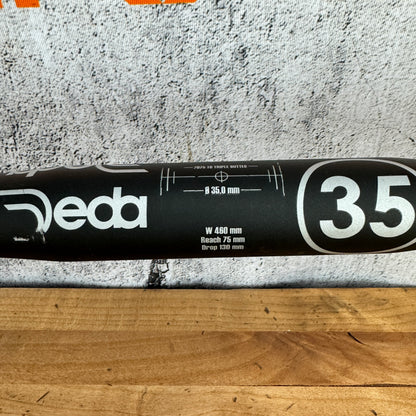 7075 T6 TRIPLE BUTTED
Ø 35,0 mm
Deda
35
W 460 mm
Reach 75 mm
Drop 130 mm